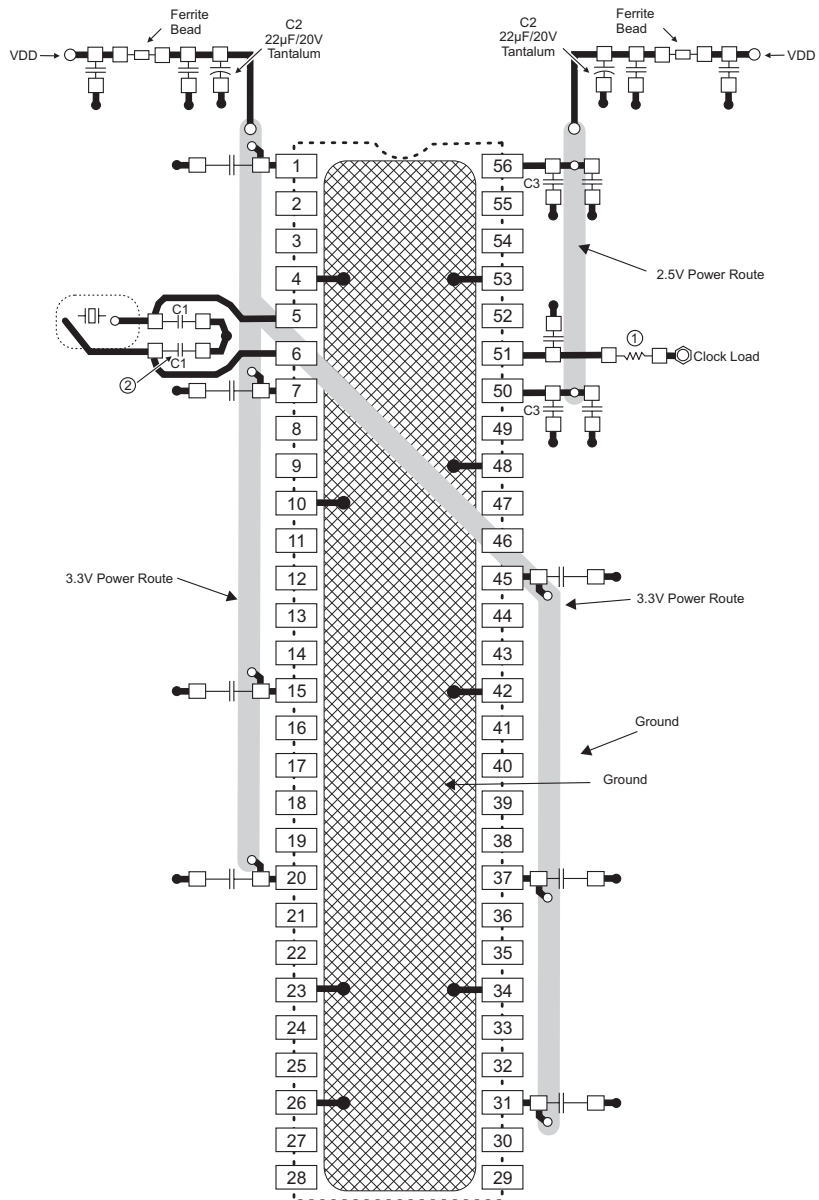 Ferrite
Bead
C2
22µF/20V
Tantalum
VDD
C2
22µF/20V
Tantalum
Ferrite
Bead
VDD
1
56
C3
2
55
3
54
4
53
2.5V Power Route
5
52
C1
6
51
1
Clock Load
C1
2
7
50
C3
8
49
9
48
10
47
11
46
12
45
3.3V Power Route
3.3V Power Route
13
44
14
43
15
42
16
41
Ground
17
40
Ground
18
39
19
38
20
37
21
36
22
35
23
34
24
33
25
32
26
31
27
30
28
29